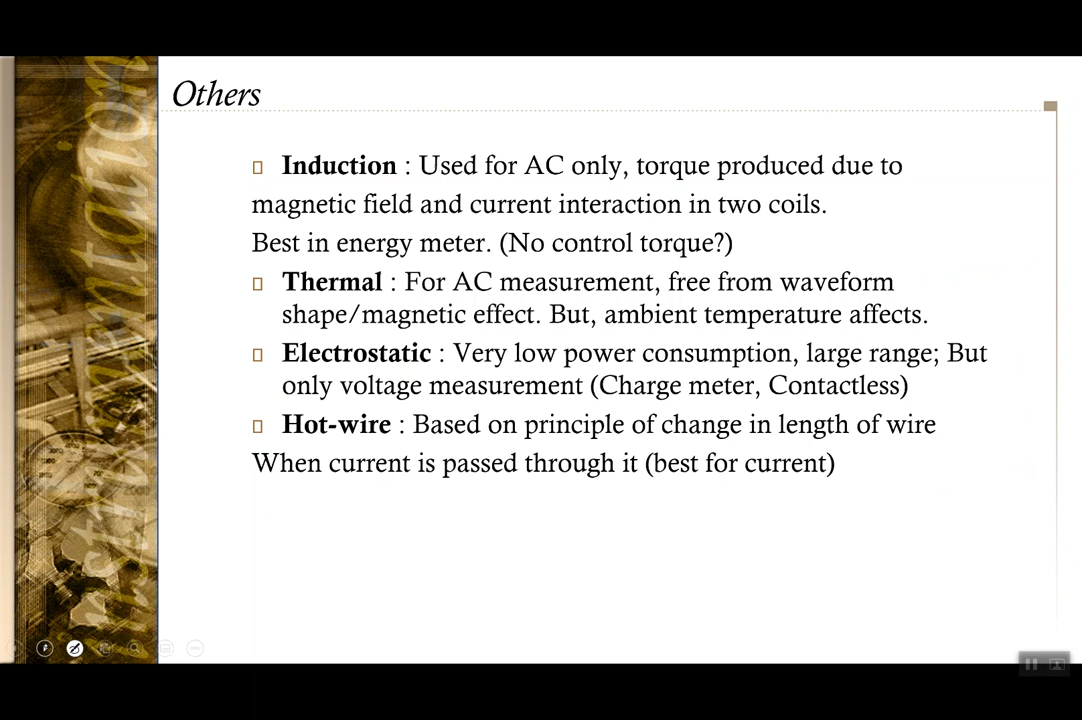 Others
Induction : Used for AC only, torque produced due to
magnetic field and current interaction in two coils.
Best in energy meter. (No control torque?)
Thermal : For AC measurement, free from waveform
shape/magnetic effect. But, ambient temperature affects.
Electrostatic : Very low power consumption, large range; But
only voltage measurement (Charge meter, Contactless)
Hot-wire : Based on principle of change in length of wire
When current is passed through it (best for current)
instrumentation